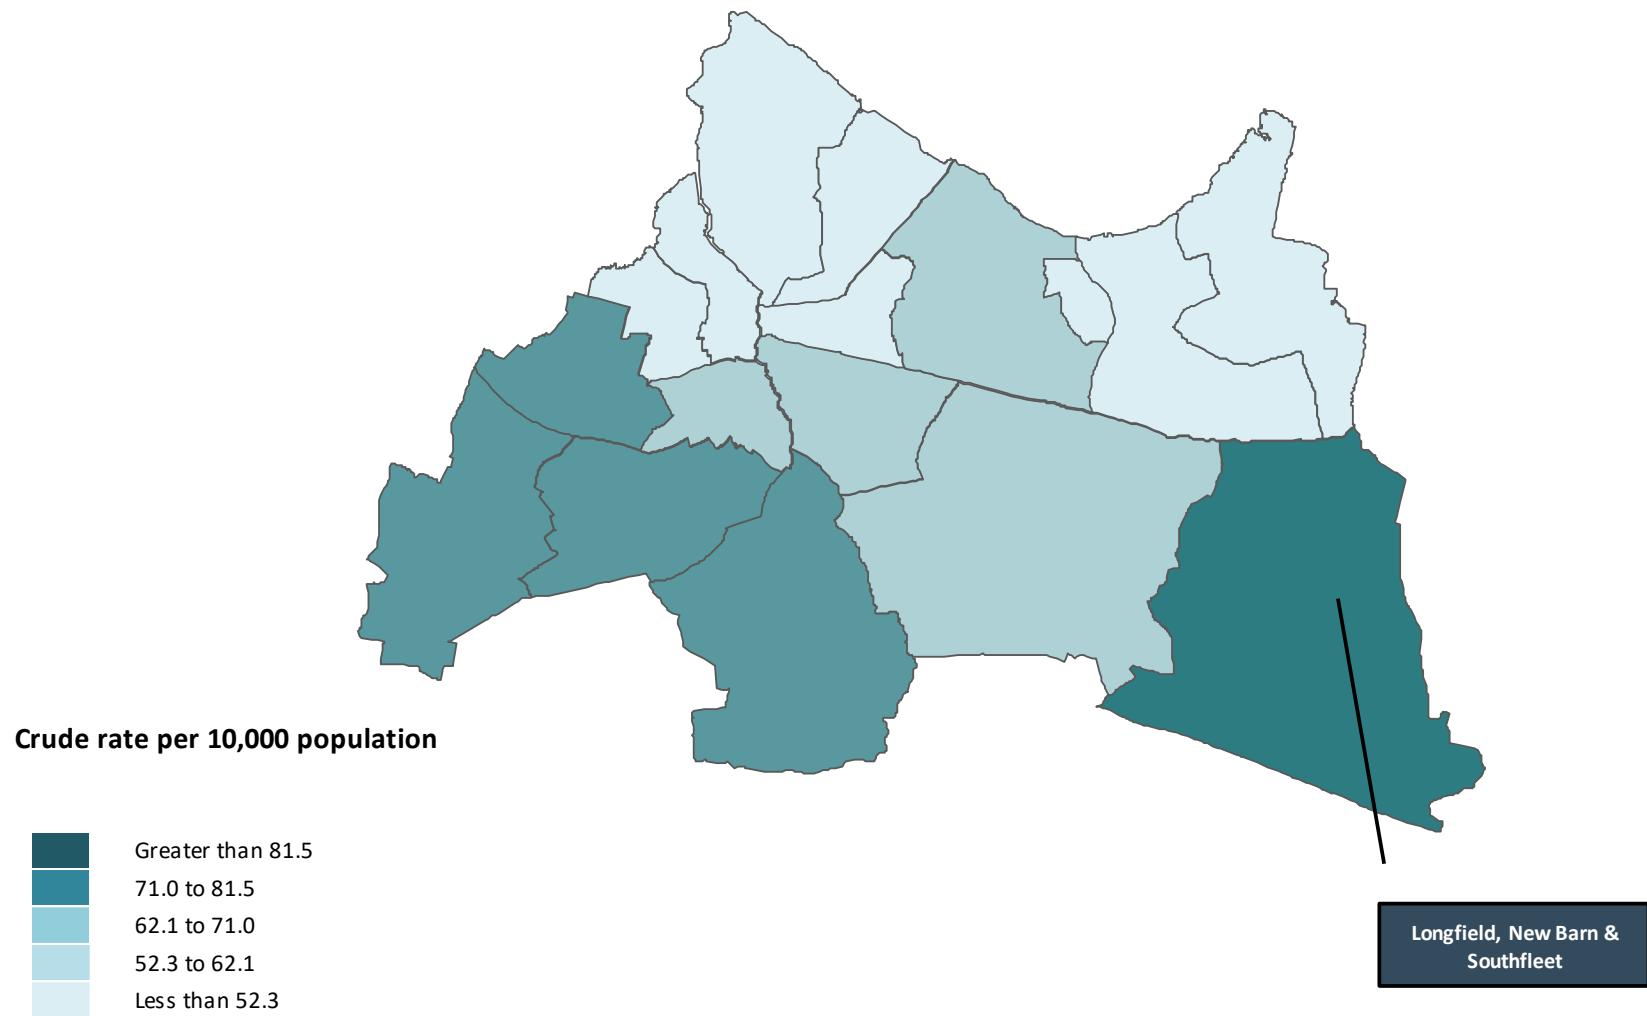 Crude rate per 10,000 population
Greater than 81.5
71.0 to 81.5
62.1 to 71.0
52.3 to 62.1
Less than 52.3
Longfield, New Barn &
Southfleet